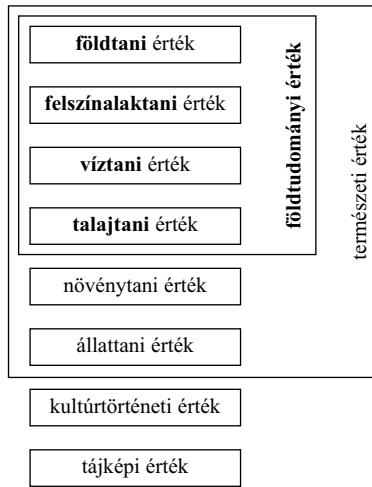 földtani érték
felszínalaktani érték
víztani érték
talajtani érték
földtudományi érték
növénytani érték
állattani érték
természeti érték
kultúrtörténeti érték
tájképi érték